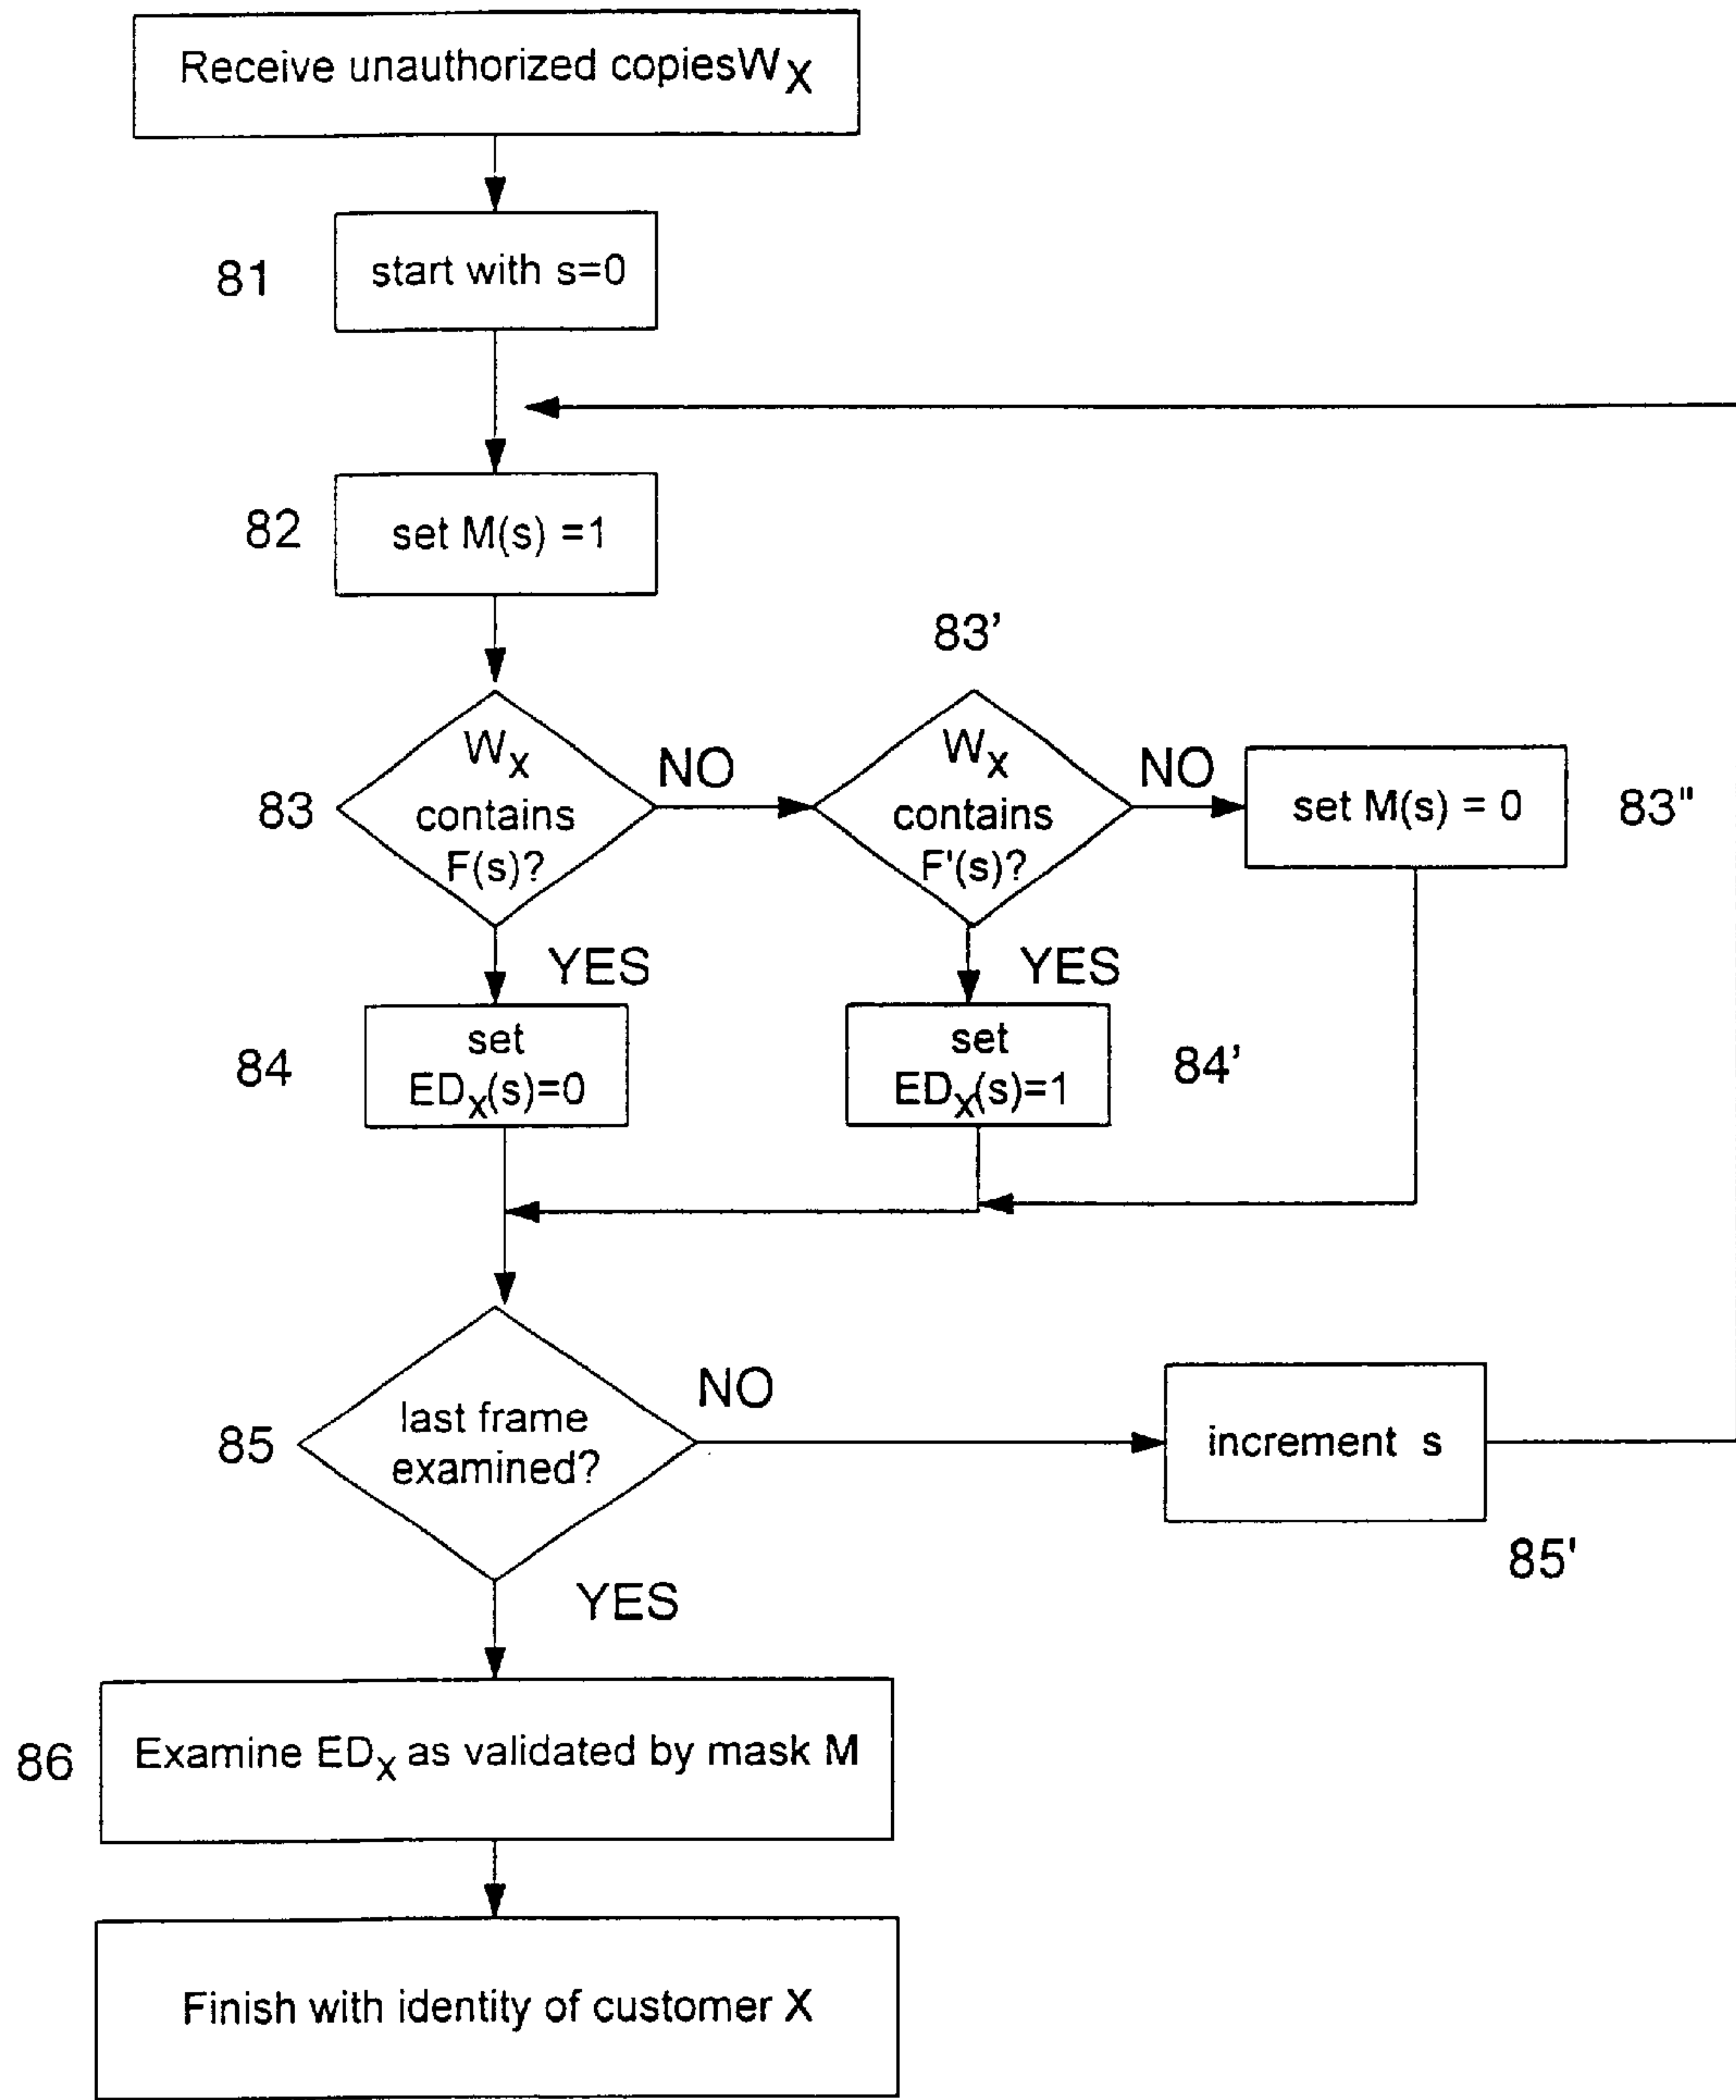 Receive unauthorized copiesWX
81
start with s=0
82
set M(s) =1
83'
83
WX
contains
F(s)?
NO
WX
contains
F'(s)?
NO
set M(s) = 0
83"
YES
YES
84
set
EDX(s)=0
set
EDX(s)=1
84'
85
last frame
examined?
NO
increment s
85'
YES
86
Examine EDX as validated by mask M
Finish with identity of customer X